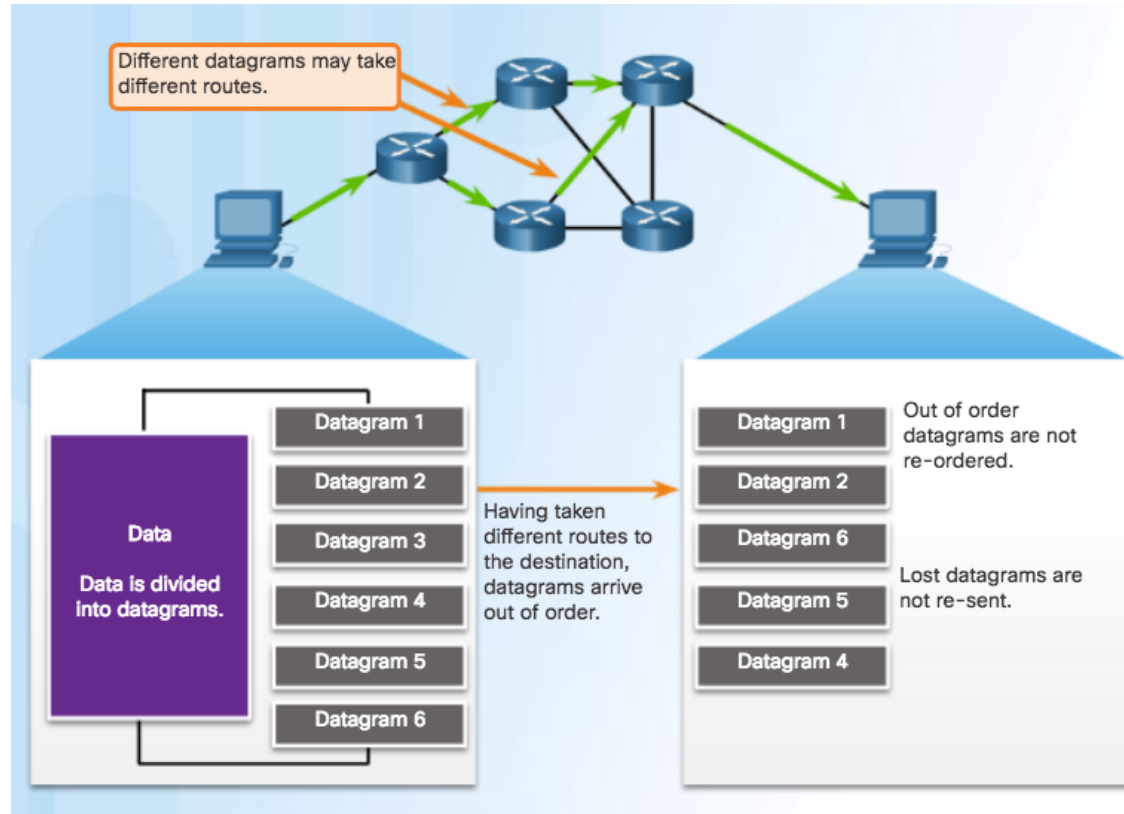 Different datagrams may take
different routes.
Data
Data is divided
into datagrams.
Datagram 1
Datagram 2
Datagram 3
Datagram 4
Datagram 5
Datagram 6
Having taken
different routes to
the destination,
datagrams arrive
out of order.
Datagram 1
Datagram 2
Datagram 6
Datagram 5
Datagram 4
Out of order
datagrams are not
re-ordered.
Lost datagrams are
not re-sent.